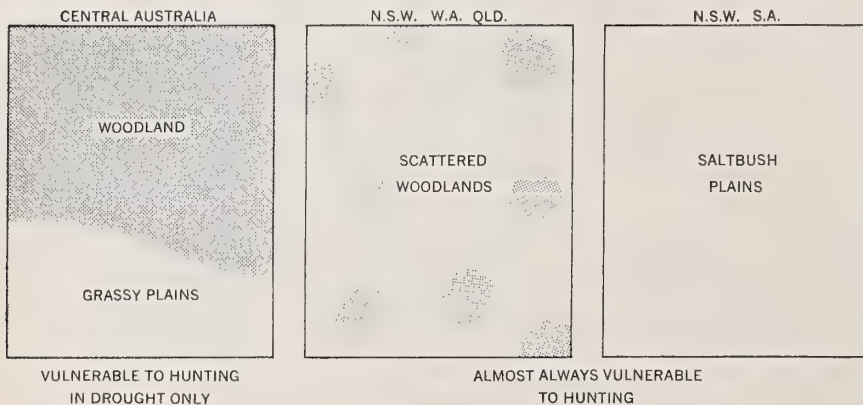 CENTRAL AUSTRALIA
WOODLAND
GRASSY PLAINS
VULNERABLE TO HUNTING
IN DROUGHT ONLY
N.S.W. W.A. QLD.
SCATTERED
WOODLANDS
N.S.W. S.A.
SALTBUSH
PLAINS
ALMOST ALWAYS VULNERABLE
TO HUNTING